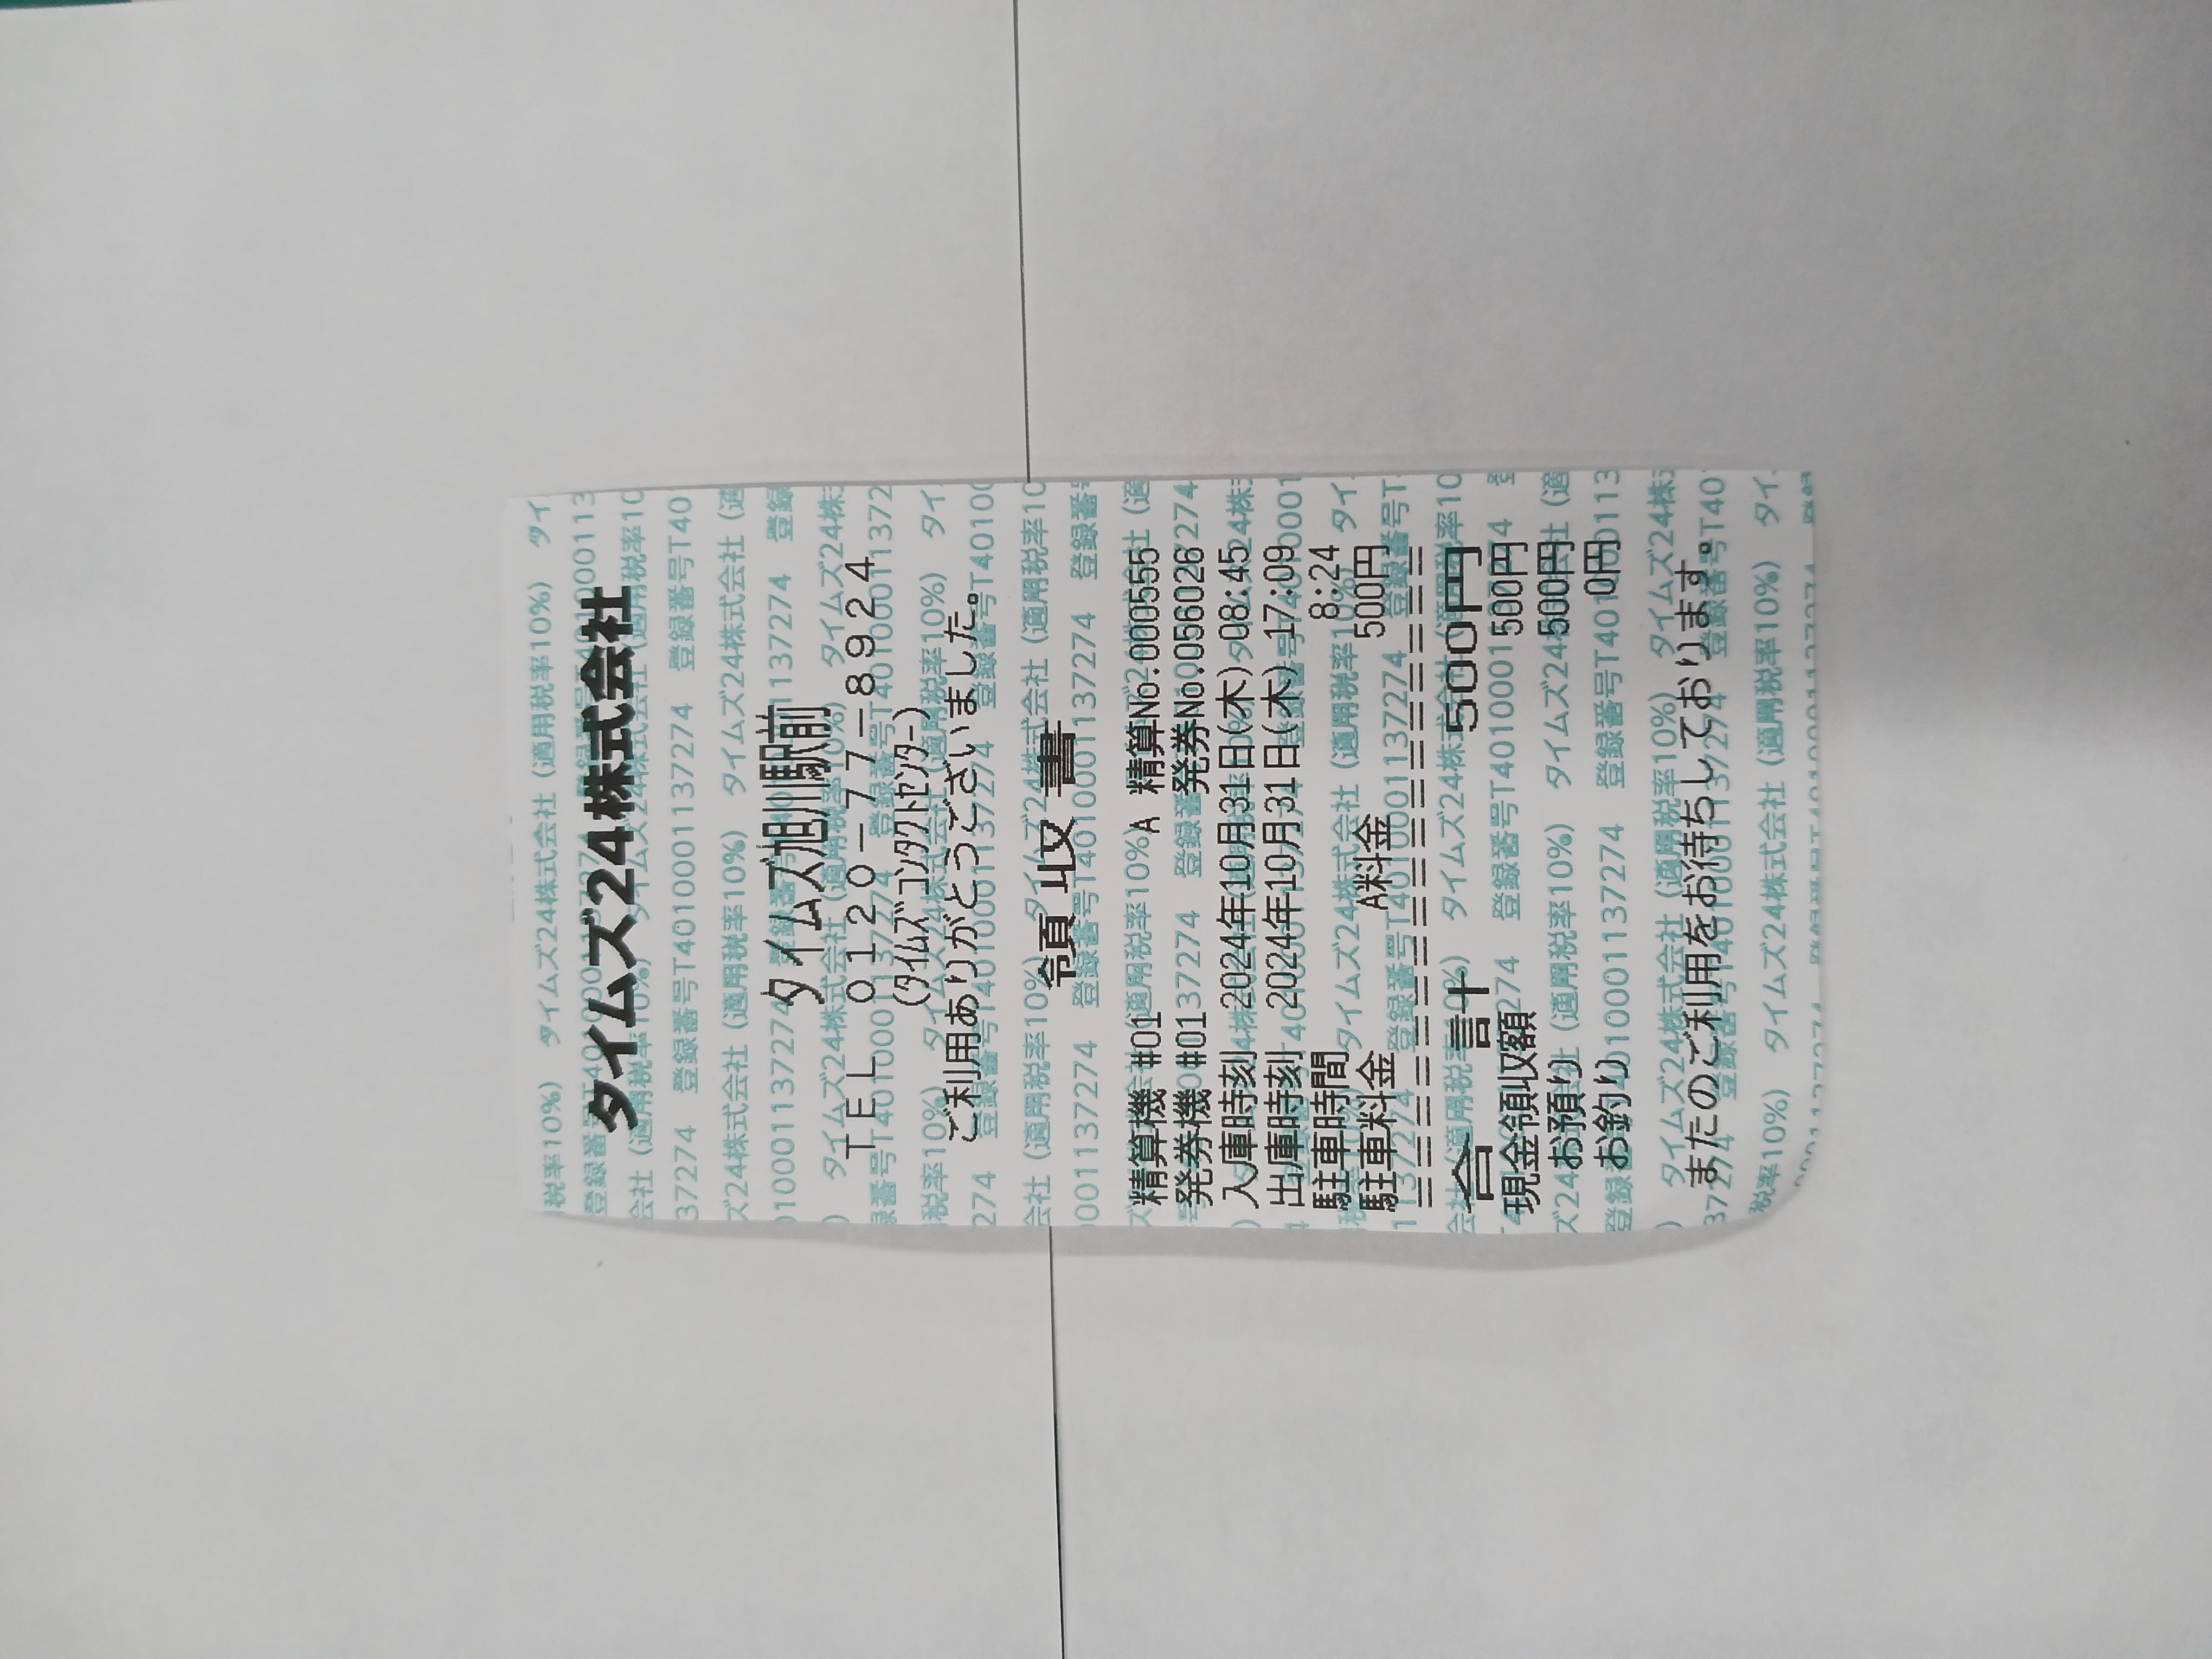 タイムズ24株式会社
タイムズ旭川駅前
TEL 0120-77-8924
(タイムズコンタクトセンター)
ご利用ありがとうございました。
領収書
精算機 #01 A 精算No.000555
発券機 #01 発券No.056026
入庫時刻 2024年10月31日(木) 08:45
出庫時刻 2024年10月31日(木) 17:09
駐車時間 8:24
駐車料金 A料金 500円
========================
合計 500円
現金領収額 500円
お預り 500円
お釣り 0円
またのご利用をお待ちしております。
タイムズ24株式会社 (適用税率10%)
登録番号T4010001137274